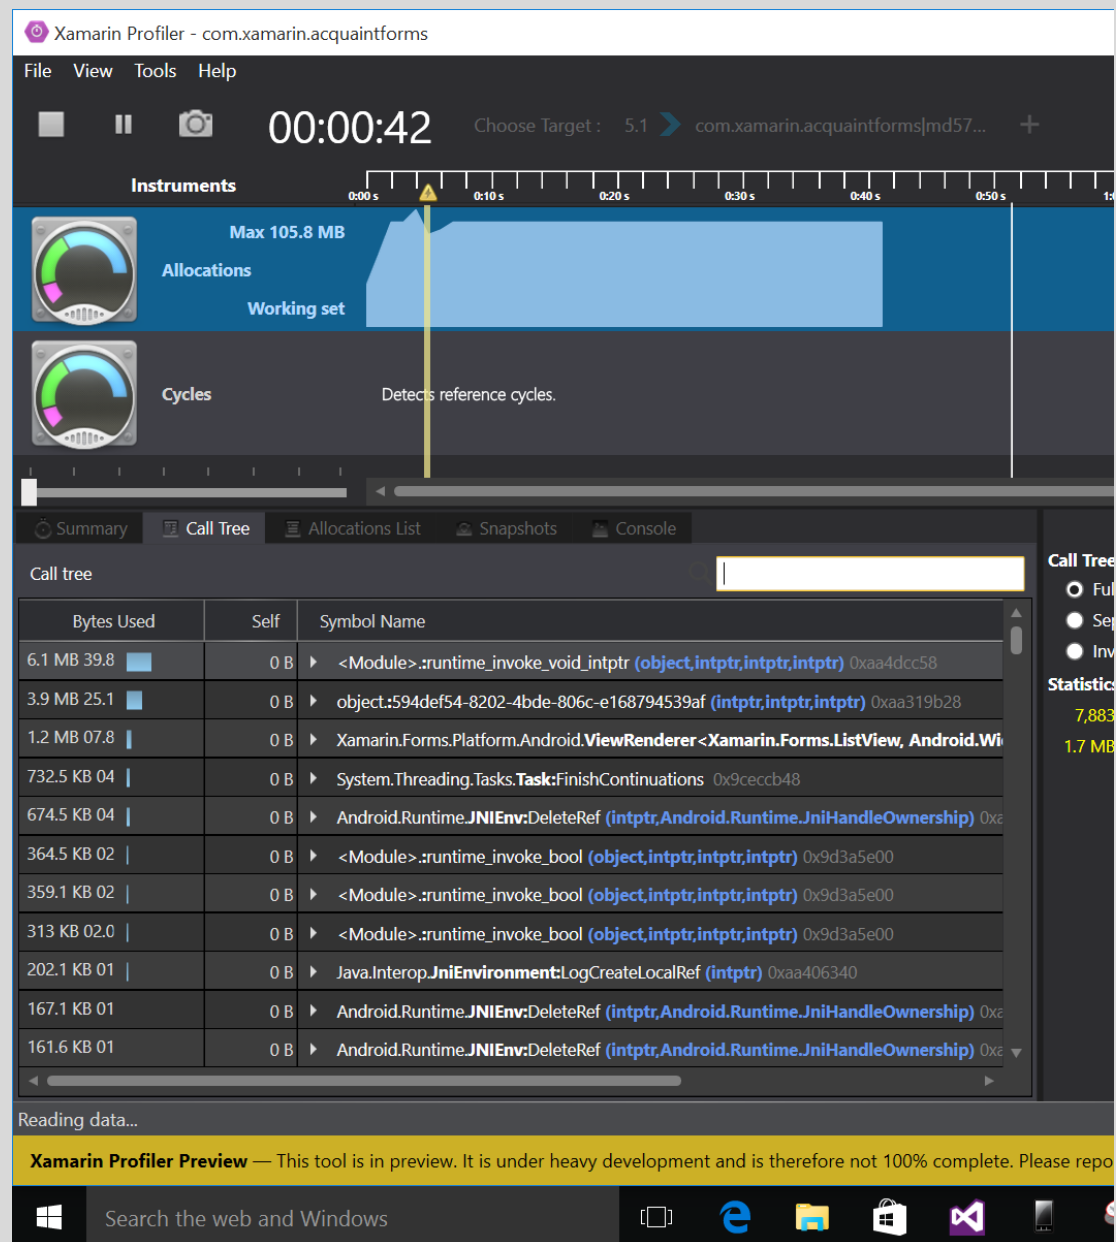 Xamarin Profiler - com.xamarin.acquaintforms
File View Tools Help
00:00:42 Choose Target : 5.1 com.xamarin.acquaintforms|md57... +
Instruments
0:00 s 0:10 s 0:20 s 0:30 s 0:40 s 0:50 s
Max 105.8 MB
Allocations
Working set
Cycles Detects reference cycles.
Summary Call Tree Allocations List Snapshots Console
Call tree
Call Tree
Bytes Used Self Symbol Name
6.1 MB 39.8 0 B <Module>.:runtime_invoke_void_intptr (object,intptr,intptr,intptr) 0xaa4dcc58
3.9 MB 25.1 0 B object.:594def54-8202-4bde-806c-e168794539af (intptr,intptr,intptr) 0xaa319b28
1.2 MB 07.8 0 B Xamarin.Forms.Platform.Android.ViewRenderer<Xamarin.Forms.ListView, Android.Wi
732.5 KB 04 0 B System.Threading.Tasks.Task:FinishContinuations 0x9ceccb48
674.5 KB 04 0 B Android.Runtime.JNIEnv:DeleteRef (intptr,Android.Runtime.JniHandleOwnership) 0xa
364.5 KB 02 0 B <Module>.:runtime_invoke_bool (object,intptr,intptr,intptr) 0x9d3a5e00
359.1 KB 02 0 B <Module>.:runtime_invoke_bool (object,intptr,intptr,intptr) 0x9d3a5e00
313 KB 02.0 0 B <Module>.:runtime_invoke_bool (object,intptr,intptr,intptr) 0x9d3a5e00
202.1 KB 01 0 B Java.Interop.JniEnvironment:LogCreateLocalRef (intptr) 0xaa406340
167.1 KB 01 0 B Android.Runtime.JNIEnv:DeleteRef (intptr,Android.Runtime.JniHandleOwnership) 0xa
161.6 KB 01 0 B Android.Runtime.JNIEnv:DeleteRef (intptr,Android.Runtime.JniHandleOwnership) 0xa
Ful
Sep
Inv
Statistics
7,883
1.7 MB
Reading data...
Xamarin Profiler Preview — This tool is in preview. It is under heavy development and is therefore not 100% complete. Please repo
Search the web and Windows